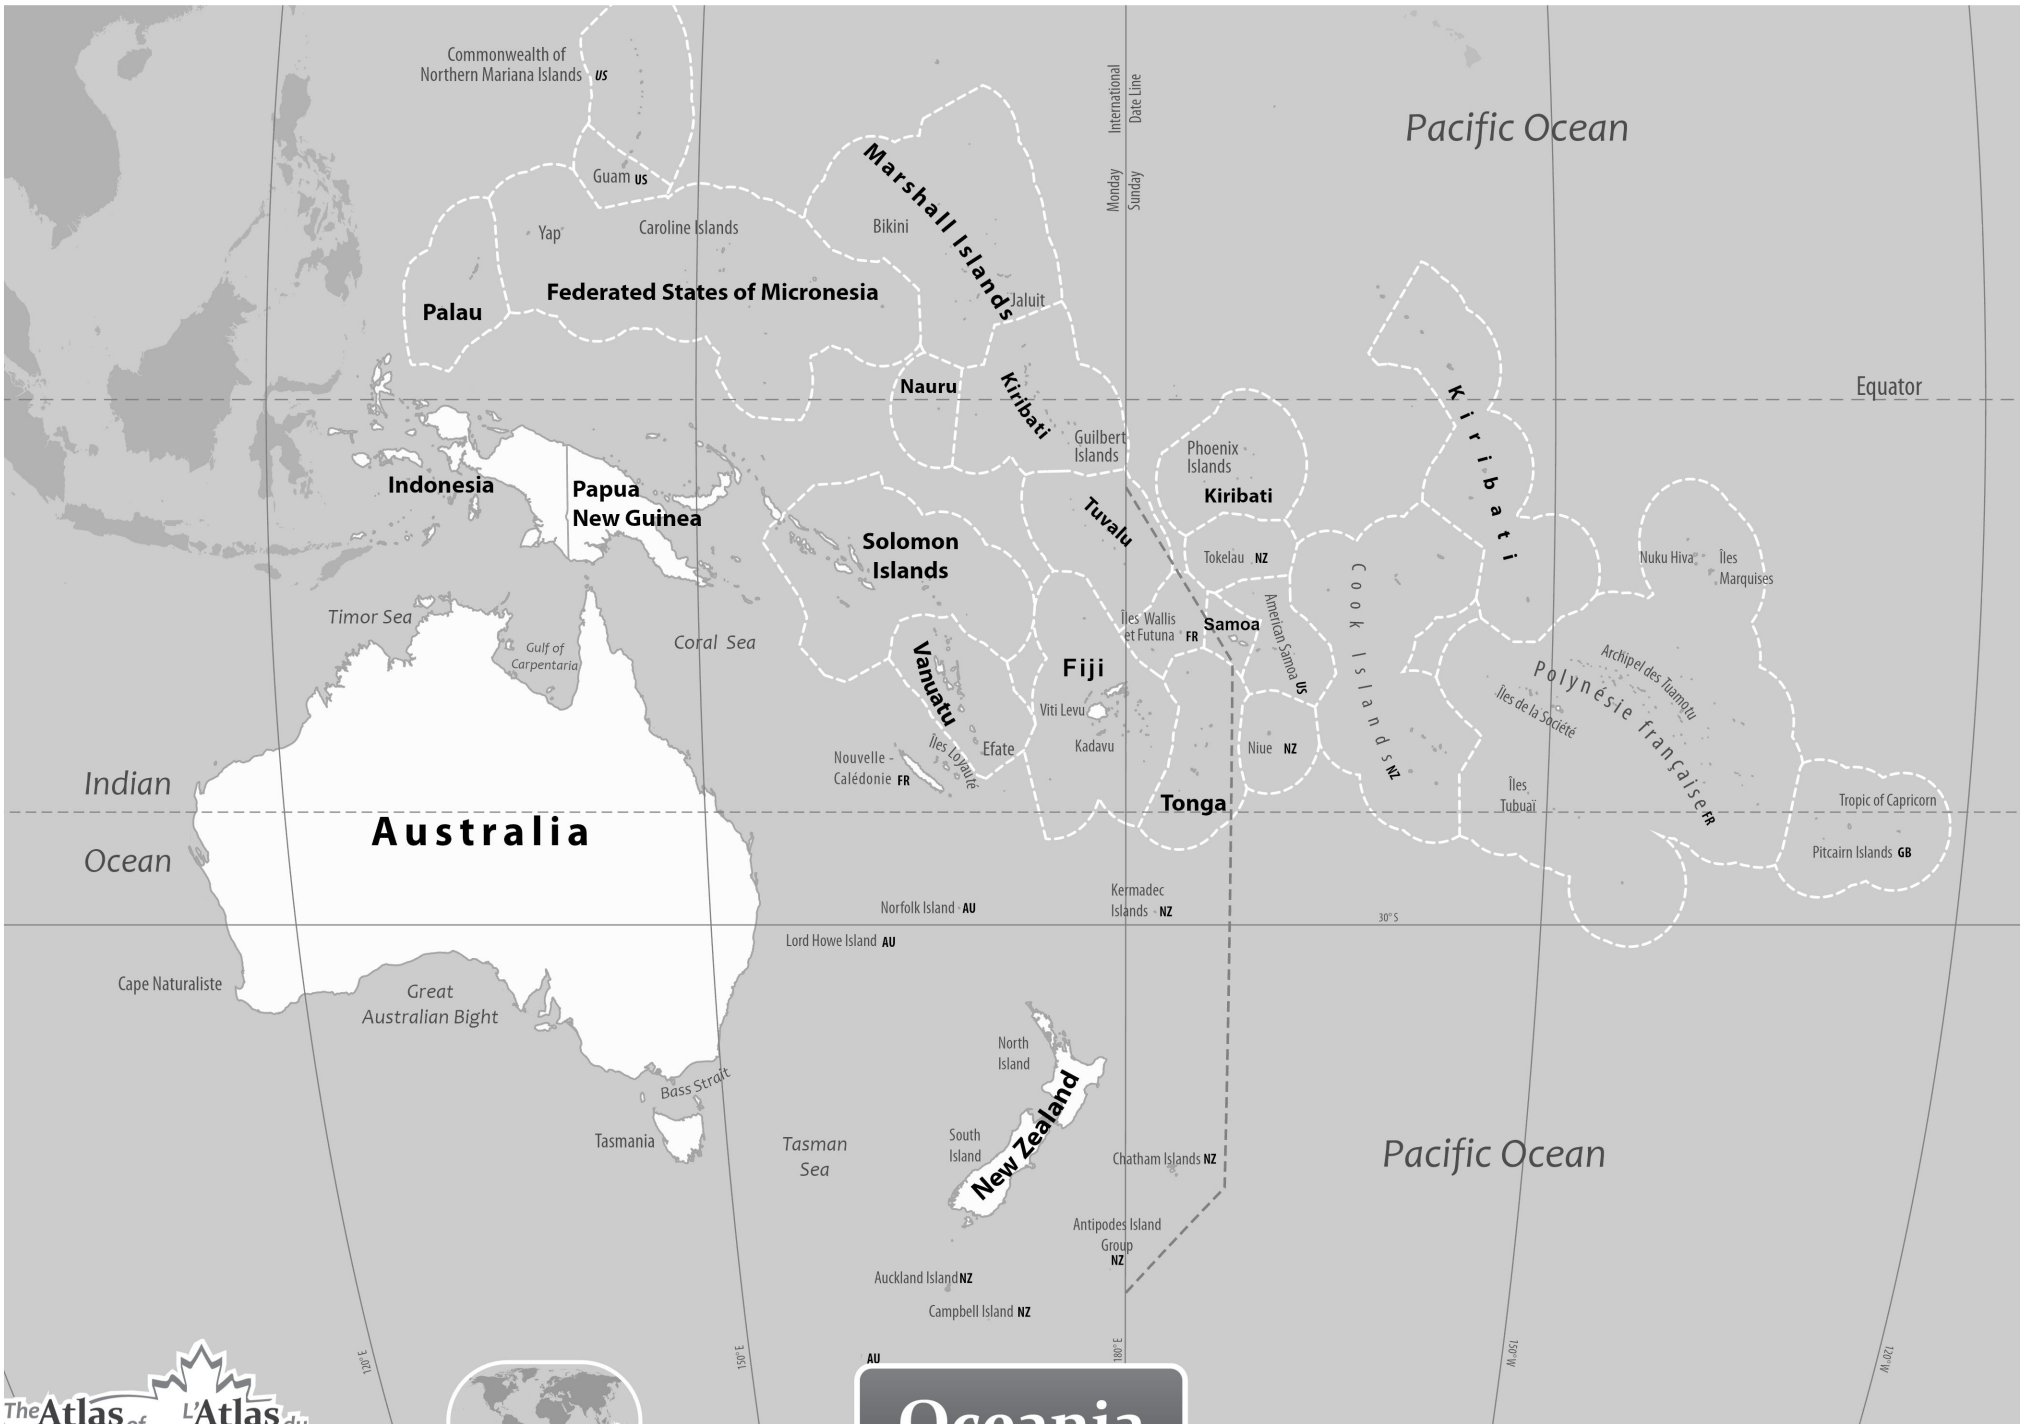 Commonwealth of
Northern Mariana Islands US
International
Date Line
Pacific Ocean
Marshall Islands
Guam US
Monday
Sunday
Yap
Caroline Islands
Bikini
Federated States of Micronesia
Jaluit
Palau
Nauru
Kiribati
Equator
Kiribati
Guilbert
Islands
Phoenix
Islands
Kiribati
Indonesia
Papua
New Guinea
Tuvalu
Solomon
Islands
Tokelau NZ
Nuku Hiva
Îles
Marquises
Cook Islands NZ
Timor Sea
Gulf of
Carpentaria
Coral Sea
Îles Wallis
et Futuna FR
Samoa
American Samoa US
Vanuatu
Fiji
Polynésie française FR
Archipel des Tuamotu
Îles de la Société
Viti Levu
Kadavu
Efate
Îles Loyauté
Nouvelle -
Calédonie FR
Niue NZ
Indian
Ocean
Tonga
Îles
Tubuaï
Tropic of Capricorn
Australia
Pitcairn Islands GB
Kermadec
Islands NZ
Norfolk Island AU
30° S
Lord Howe Island AU
Cape Naturaliste
Great
Australian Bight
North
Island
Bass Strait
New Zealand
Tasmania
Tasman
Sea
South
Island
Chatham Islands NZ
Pacific Ocean
Antipodes Island
Group
NZ
Auckland Island NZ
Campbell Island NZ
120° E
150° E
180° E
150° W
120° W
AU
The Atlas of
L'Atlas du
Oceania